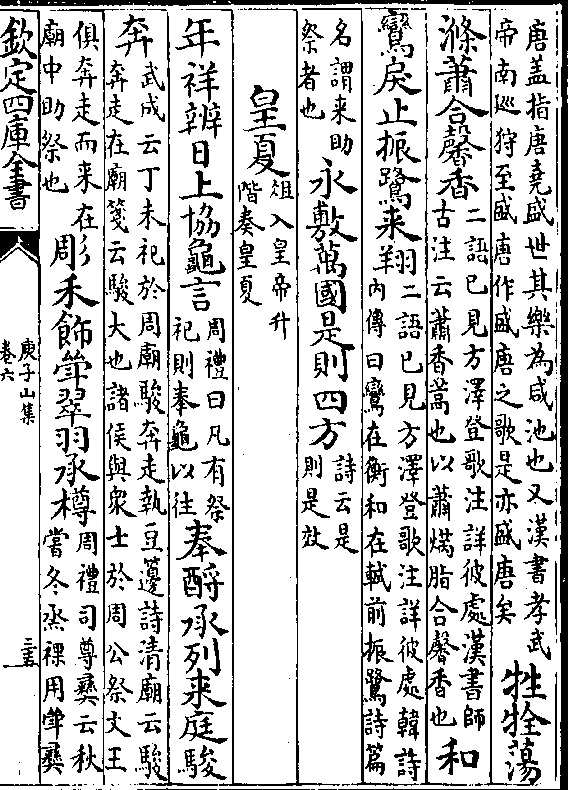 唐盖指唐堯盛世其樂為咸池也又漢書孝武
帝南巡狩至盛唐作盛唐之歌是亦盛唐矣
牲牷蕩
滌蕭合馨香
二語已見方澤登歌注詳彼處漢書師
古注云蕭香蒿也以蕭焫脂合馨香也
和
鸞戾止振鷺来翔
二語已見方澤登歌注詳彼處韓詩
内傳曰鸞在衡和在軾前振鷺詩篇
名謂来助
祭者也
永敷萬國是則四方
詩云是
則是效
皇夏
俎入皇帝升
階奏皇夏
年祥辨日上協龜言
周禮曰凡有祭
祀則奉龜以往
奉酹承列来庭駿
奔
武成云丁未祀於周廟駿奔走執豆籩詩清廟云駿
奔走在廟箋云駿大也諸侯與衆士於周公祭文王
俱奔走而来在
廟中助祭也
彫禾飾斚翠羽承樽
周禮司尊彝云秋
嘗冬烝祼用斚彝
欽定四庫全書
庾子山集
卷六
三五